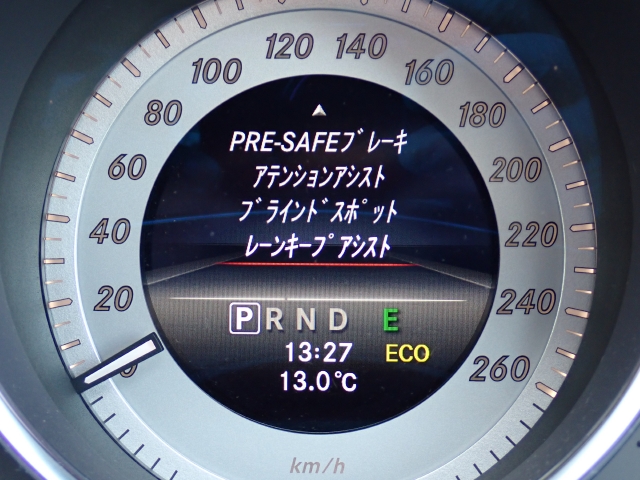 120 140
100 160
80 180
60 200
40 220
20 240
0 260
PRE-SAFEブレーキ
アテンションアシスト
ブラインドスポット
レーンキープアシスト
P R N D E
13:27 ECO
13.0°C
km/h